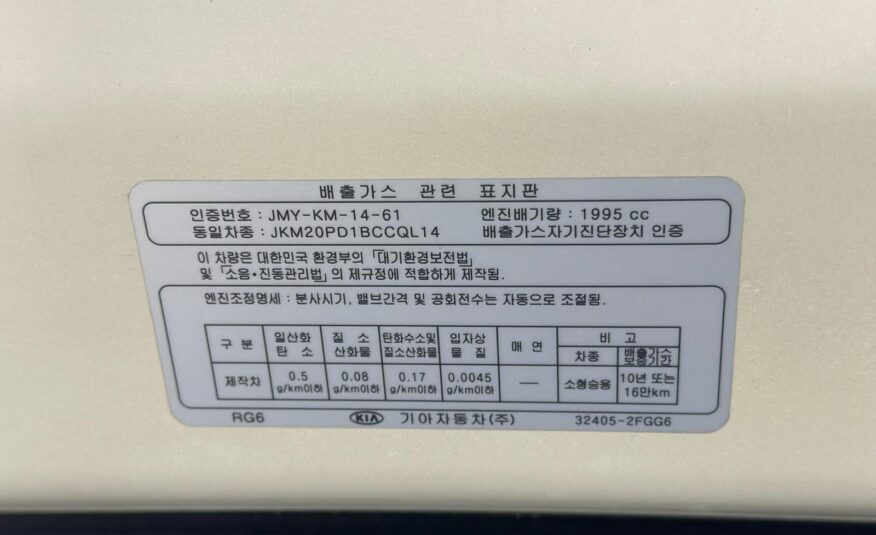 배출가스 관련 표지판
인증번호 : JMY-KM-14-61 엔진배기량 : 1995 cc
동일차종 : JKM20PD1BCCQL14 배출가스자기진단장치 인증
이 차량은 대한민국 환경부의 「대기환경보전법」
및 「소음•진동관리법」의 제규정에 적합하게 제작됨.
엔진조정명세 : 분사시기, 밸브간격 및 공회전수는 자동으로 조절됨.
구 분 일산화 탄 소 질 소 산화물 탄화수소및 질소산화물 입자상 물 질 매 연 비 고
차종 배출가스 보증기간
제작차 0.5 g/km이하 0.08 g/km이하 0.17 g/km이하 0.0045 g/km이하 — 소형승용 10년 또는 16만km
RG6 KIA 기아자동차(주) 32405-2FGG6